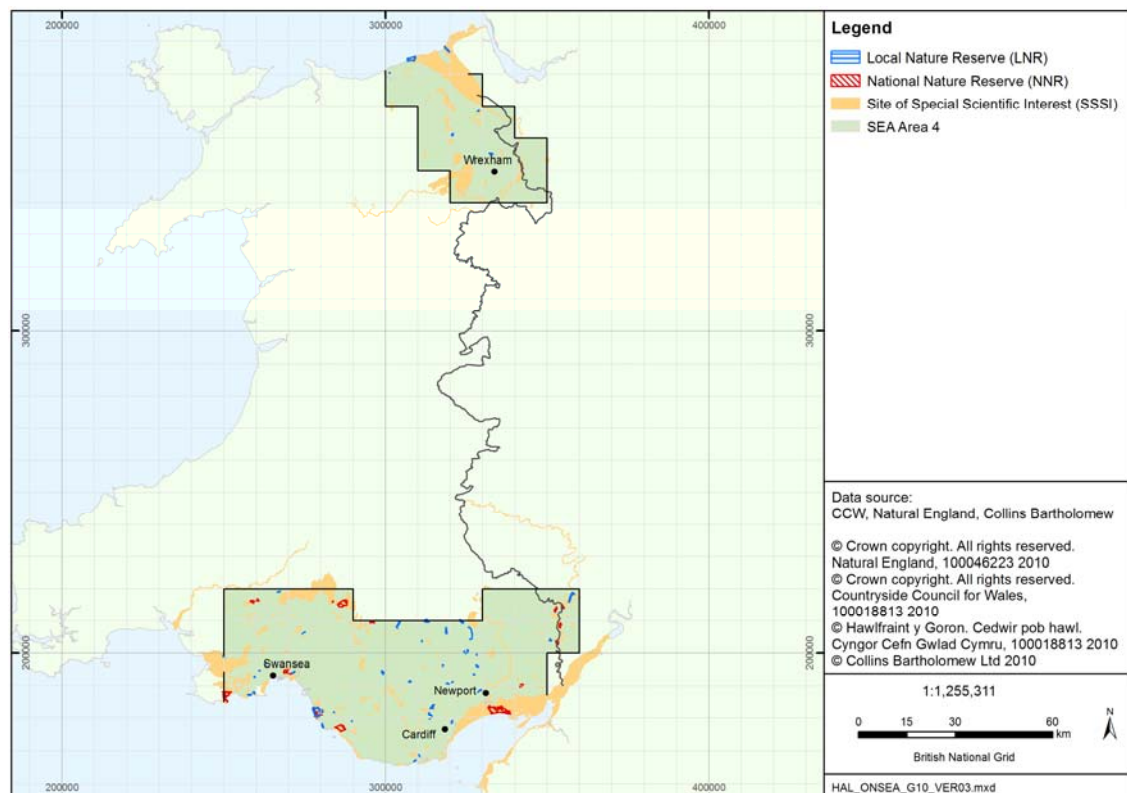 200000
300000
400000
300000
200000
Wrexham
Swansea
Newport
Cardiff
300000
200000
200000
300000
400000
Legend
Local Nature Reserve (LNR)
National Nature Reserve (NNR)
Site of Special Scientific Interest (SSSI)
SEA Area 4
Data source:
CCW, Natural England, Collins Bartholomew
© Crown copyright. All rights reserved.
Natural England, 100046223 2010
© Crown copyright. All rights reserved.
Countryside Council for Wales,
100018813 2010
© Hawlfraint y Goron. Cedwir pob hawl.
Cyngor Cefn Gwlad Cymru, 100018813 2010
© Collins Bartholomew Ltd 2010
1:1,255,311
N
0 15 30 60
km
British National Grid
HAL_ONSEA_G10_VER03.mxd